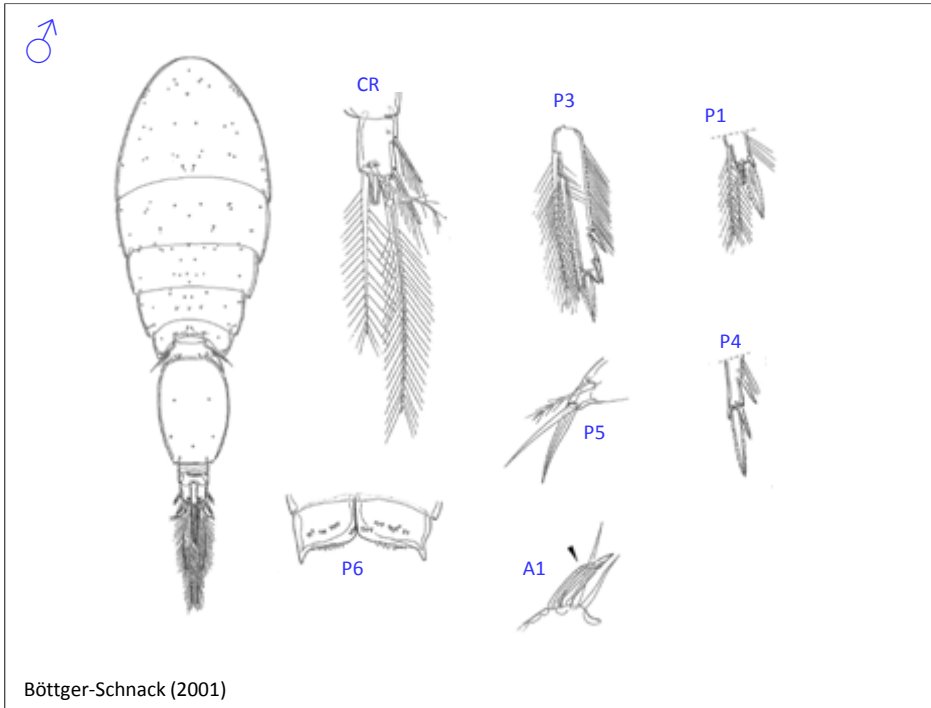 ♂
CR
P3
P1
P4
P5
P6
A1
Böttger-Schnack (2001)